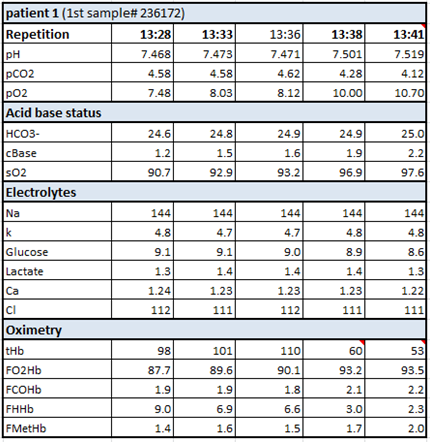 patient 1 (1st sample# 236172)
Repetition 13:28 13:33 13:36 13:38 13:41
pH 7.468 7.473 7.471 7.501 7.519
pCO2 4.58 4.58 4.62 4.28 4.12
pO2 7.48 8.03 8.12 10.00 10.70
Acid base status
HCO3- 24.6 24.8 24.9 24.9 25.0
cBase 1.2 1.5 1.6 1.9 2.2
sO2 90.7 92.9 93.2 96.9 97.6
Electrolytes
Na 144 144 144 144 144
k 4.8 4.7 4.7 4.8 4.8
Glucose 9.1 9.1 9.0 8.9 8.6
Lactate 1.3 1.4 1.4 1.4 1.3
Ca 1.24 1.23 1.23 1.23 1.22
Cl 112 111 112 111 111
Oximetry
tHb 98 101 110 60 53
FO2Hb 87.7 89.6 90.1 93.2 93.5
FCOHb 1.9 1.9 1.8 2.1 2.2
FHHb 9.0 6.9 6.6 3.0 2.3
FMetHb 1.4 1.6 1.5 1.7 2.0